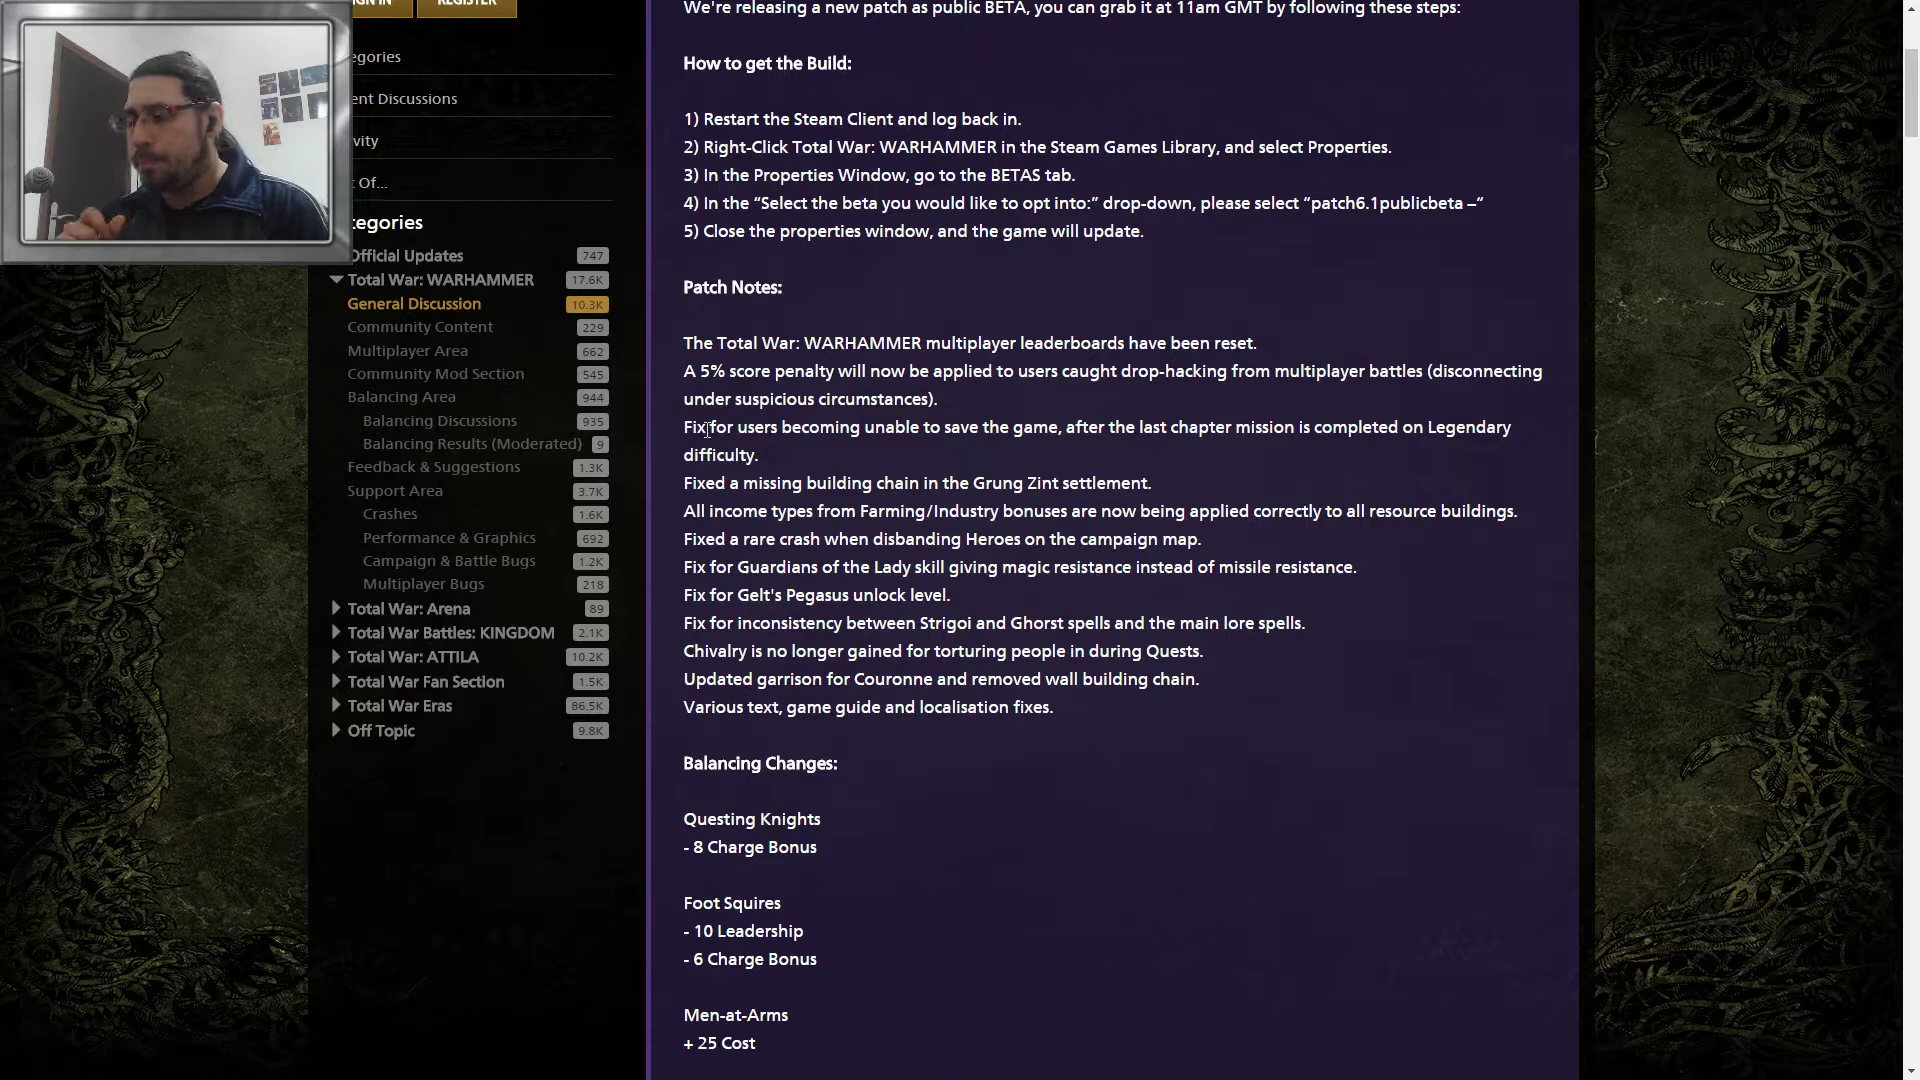 SIGN IN
REGISTER
egories
ent Discussions
vity
t Of...
tegories
Official Updates 747
Total War: WARHAMMER 17.6K
General Discussion 10.3K
Community Content 229
Multiplayer Area 662
Community Mod Section 545
Balancing Area 944
Balancing Discussions 935
Balancing Results (Moderated) 9
Feedback & Suggestions 1.3K
Support Area 3.7K
Crashes 1.6K
Performance & Graphics 692
Campaign & Battle Bugs 1.2K
Multiplayer Bugs 218
Total War: Arena 89
Total War Battles: KINGDOM 2.1K
Total War: ATTILA 10.2K
Total War Fan Section 1.5K
Total War Eras 86.5K
Off Topic 9.8K
We're releasing a new patch as public BETA, you can grab it at 11am GMT by following these steps:
How to get the Build:
1) Restart the Steam Client and log back in.
2) Right-Click Total War: WARHAMMER in the Steam Games Library, and select Properties.
3) In the Properties Window, go to the BETAS tab.
4) In the “Select the beta you would like to opt into:” drop-down, please select “patch6.1publicbeta –“
5) Close the properties window, and the game will update.
Patch Notes:
The Total War: WARHAMMER multiplayer leaderboards have been reset.
A 5% score penalty will now be applied to users caught drop-hacking from multiplayer battles (disconnecting
under suspicious circumstances).
Fix for users becoming unable to save the game, after the last chapter mission is completed on Legendary
difficulty.
Fixed a missing building chain in the Grung Zint settlement.
All income types from Farming/Industry bonuses are now being applied correctly to all resource buildings.
Fixed a rare crash when disbanding Heroes on the campaign map.
Fix for Guardians of the Lady skill giving magic resistance instead of missile resistance.
Fix for Gelt's Pegasus unlock level.
Fix for inconsistency between Strigoi and Ghorst spells and the main lore spells.
Chivalry is no longer gained for torturing people in during Quests.
Updated garrison for Couronne and removed wall building chain.
Various text, game guide and localisation fixes.
Balancing Changes:
Questing Knights
- 8 Charge Bonus
Foot Squires
- 10 Leadership
- 6 Charge Bonus
Men-at-Arms
+ 25 Cost